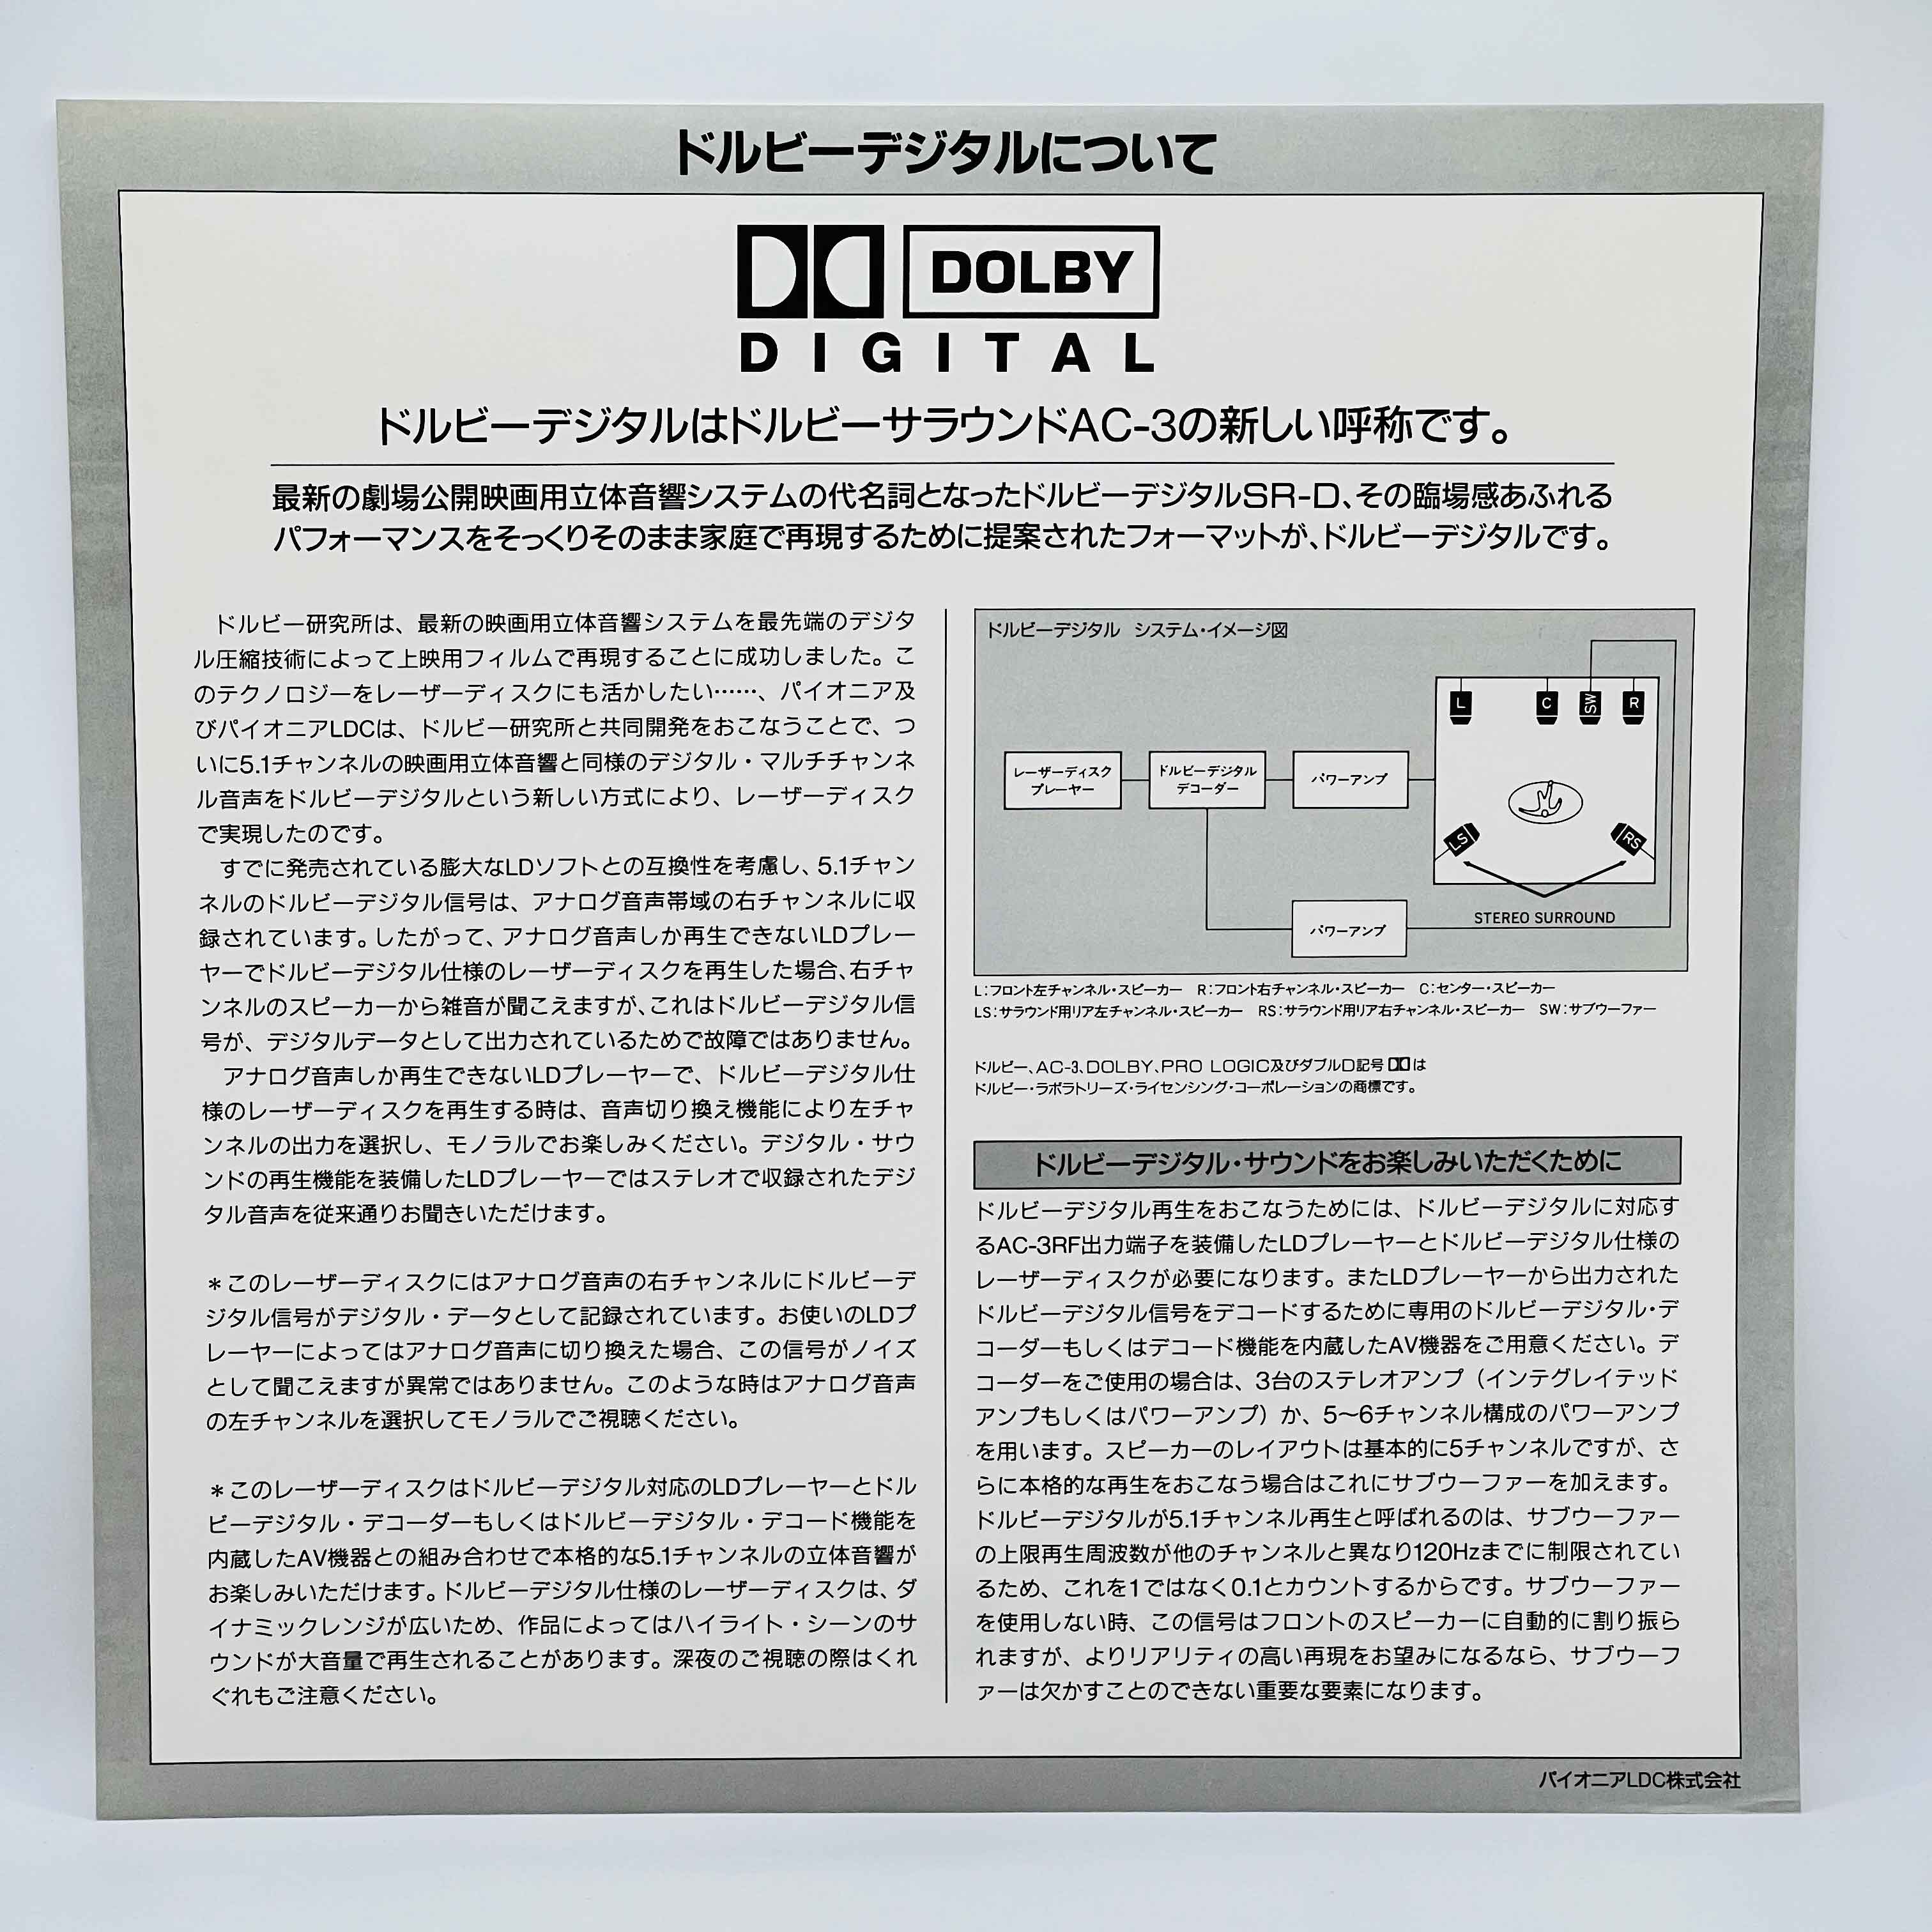 ドルビーデジタルについて
DOLBY
DIGITAL
ドルビーデジタルはドルビーサラウンドAC-3の新しい呼称です。
最新の劇場公開映画用立体音響システムの代名詞となったドルビーデジタルSR-D、その臨場感あふれる
パフォーマンスをそっくりそのまま家庭で再現するために提案されたフォーマットが、ドルビーデジタルです。
ドルビー研究所は、最新の映画用立体音響システムを最先端のデジタ
ル圧縮技術によって上映用フィルムで再現することに成功しました。こ
のテクノロジーをレーザーディスクにも活かしたい……、パイオニア及
びパイオニアLDCは、ドルビー研究所と共同開発をおこなうことで、つ
いに5.1チャンネルの映画用立体音響と同様のデジタル・マルチチャンネ
ル音声をドルビーデジタルという新しい方式により、レーザーディスク
で実現したのです。
すでに発売されている膨大なLDソフトとの互換性を考慮し、5.1チャン
ネルのドルビーデジタル信号は、アナログ音声帯域の右チャンネルに収
録されています。したがって、アナログ音声しか再生できないLDプレー
ヤーでドルビーデジタル仕様のレーザーディスクを再生した場合、右チャ
ンネルのスピーカーから雑音が聞こえますが、これはドルビーデジタル信
号が、デジタルデータとして出力されているためで故障ではありません。
アナログ音声しか再生できないLDプレーヤーで、ドルビーデジタル仕
様のレーザーディスクを再生する時は、音声切り換え機能により左チャ
ンネルの出力を選択し、モノラルでお楽しみください。デジタル・サウ
ンドの再生機能を装備したLDプレーヤーではステレオで収録されたデジ
タル音声を従来通りお聞きいただけます。
＊このレーザーディスクにはアナログ音声の右チャンネルにドルビーデ
ジタル信号がデジタル・データとして記録されています。お使いのLDプ
レーヤーによってはアナログ音声に切り換えた場合、この信号がノイズ
として聞こえますが異常ではありません。このような時はアナログ音声
の左チャンネルを選択してモノラルでご視聴ください。
＊このレーザーディスクはドルビーデジタル対応のLDプレーヤーとドル
ビーデジタル・デコーダーもしくはドルビーデジタル・デコード機能を
内蔵したAV機器との組み合わせで本格的な5.1チャンネルの立体音響が
お楽しみいただけます。ドルビーデジタル仕様のレーザーディスクは、ダ
イナミックレンジが広いため、作品によってはハイライト・シーンのサ
ウンドが大音量で再生されることがあります。深夜のご視聴の際はくれ
ぐれもご注意ください。
ドルビーデジタル システム・イメージ図
L
C
SW
R
レーザーディスク
プレーヤー
ドルビーデジタル
デコーダー
パワーアンプ
LS
RS
STEREO SURROUND
パワーアンプ
L：フロント左チャンネル・スピーカー R：フロント右チャンネル・スピーカー C：センター・スピーカー
LS：サラウンド用リア左チャンネル・スピーカー RS：サラウンド用リア右チャンネル・スピーカー SW：サブウーファー
ドルビー、AC-3、DOLBY、PRO LOGIC及びダブルD記号は
ドルビー・ラボラトリーズ・ライセンシング・コーポレーションの商標です。
ドルビーデジタル・サウンドをお楽しみいただくために
ドルビーデジタル再生をおこなうためには、ドルビーデジタルに対応す
るAC-3RF出力端子を装備したLDプレーヤーとドルビーデジタル仕様の
レーザーディスクが必要になります。またLDプレーヤーから出力された
ドルビーデジタル信号をデコードするために専用のドルビーデジタル・デ
コーダーもしくはデコード機能を内蔵したAV機器をご用意ください。デ
コーダーをご使用の場合は、3台のステレオアンプ（インテグレイテッド
アンプもしくはパワーアンプ）か、5〜6チャンネル構成のパワーアンプ
を用います。スピーカーのレイアウトは基本的に5チャンネルですが、さ
らに本格的な再生をおこなう場合はこれにサブウーファーを加えます。
ドルビーデジタルが5.1チャンネル再生と呼ばれるのは、サブウーファー
の上限再生周波数が他のチャンネルと異なり120Hzまでに制限されてい
るため、これを1ではなく0.1とカウントするからです。サブウーファー
を使用しない時、この信号はフロントのスピーカーに自動的に割り振ら
れますが、よりリアリティの高い再現をお望みになるなら、サブウーフ
ァーは欠かすことのできない重要な要素になります。
パイオニアLDC株式会社